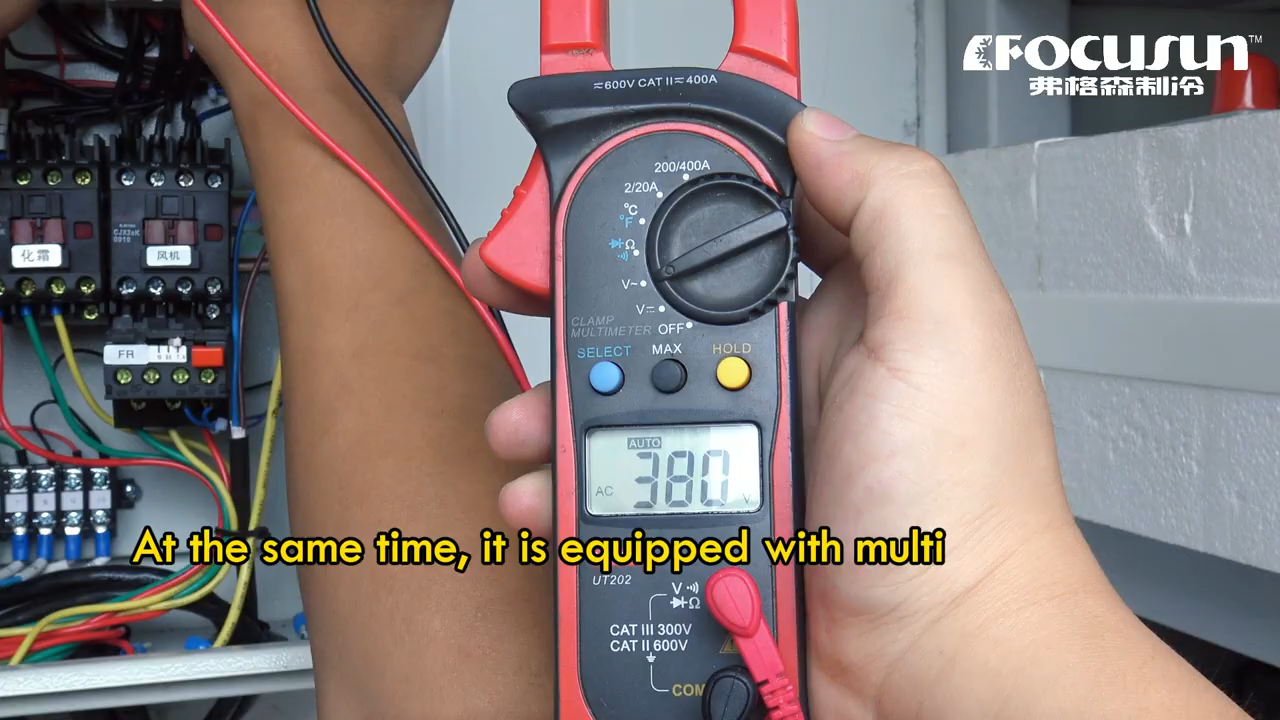 Focusun™
弗格森制冷
≂600V CAT II≂400A
200/400A
2/20A
°C
°F
Ω
V~
V⎓
OFF
CLAMP
MULTIMETER
SELECT
MAX
HOLD
AUTO
AC
380
V
At the same time, it is equipped with multi
UT202
V
Ω
CAT III 300V
CAT II 600V
COM
化霜
CJX2sK
0910
风机
FR